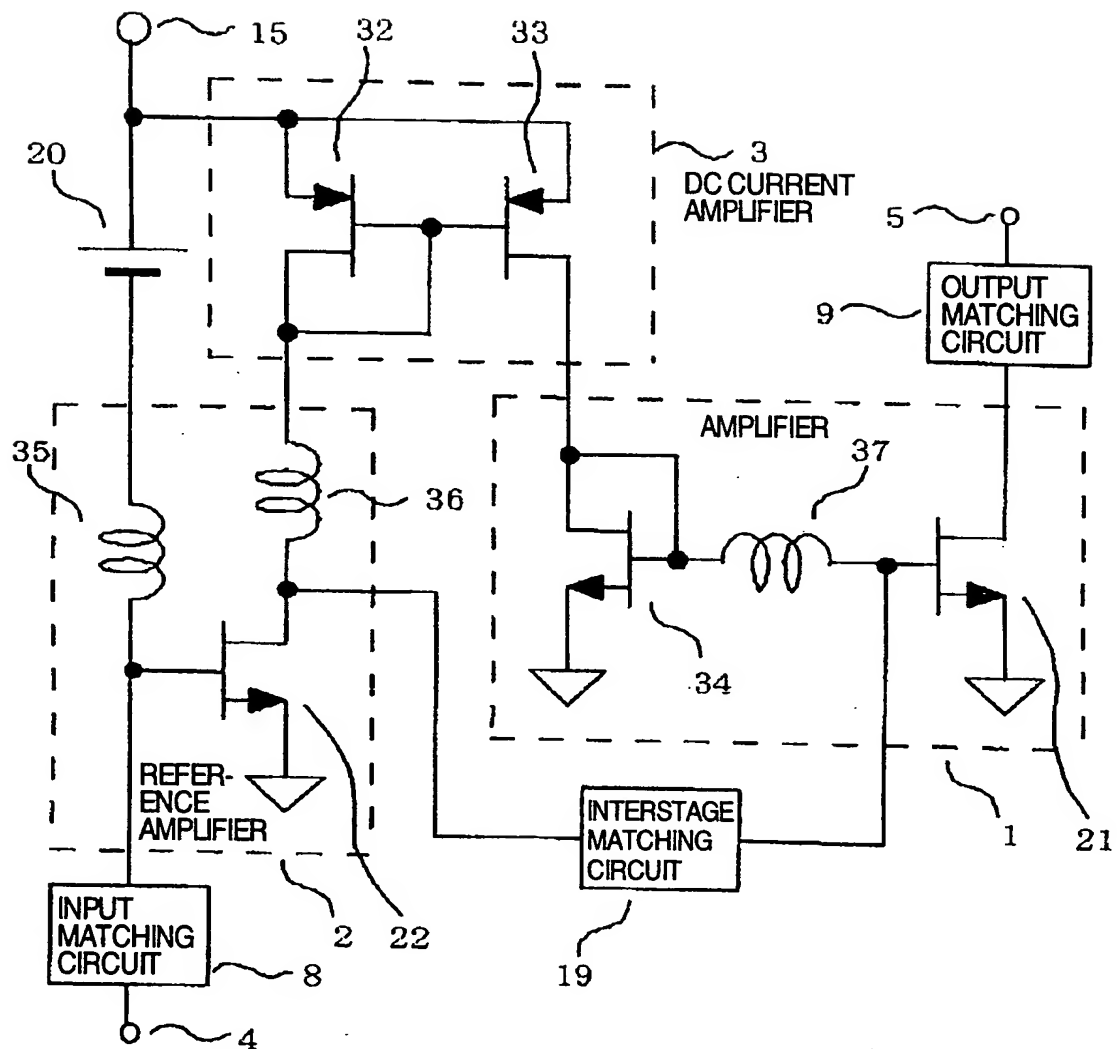 15
32
33
20
3
DC CURRENT
AMPLIFIER
5
9
OUTPUT
MATCHING
CIRCUIT
AMPLIFIER
35
36
37
34
REFER-
ENCE
AMPLIFIER
INTERSTAGE
MATCHING
CIRCUIT
1
21
INPUT
MATCHING
CIRCUIT
2
22
8
19
4